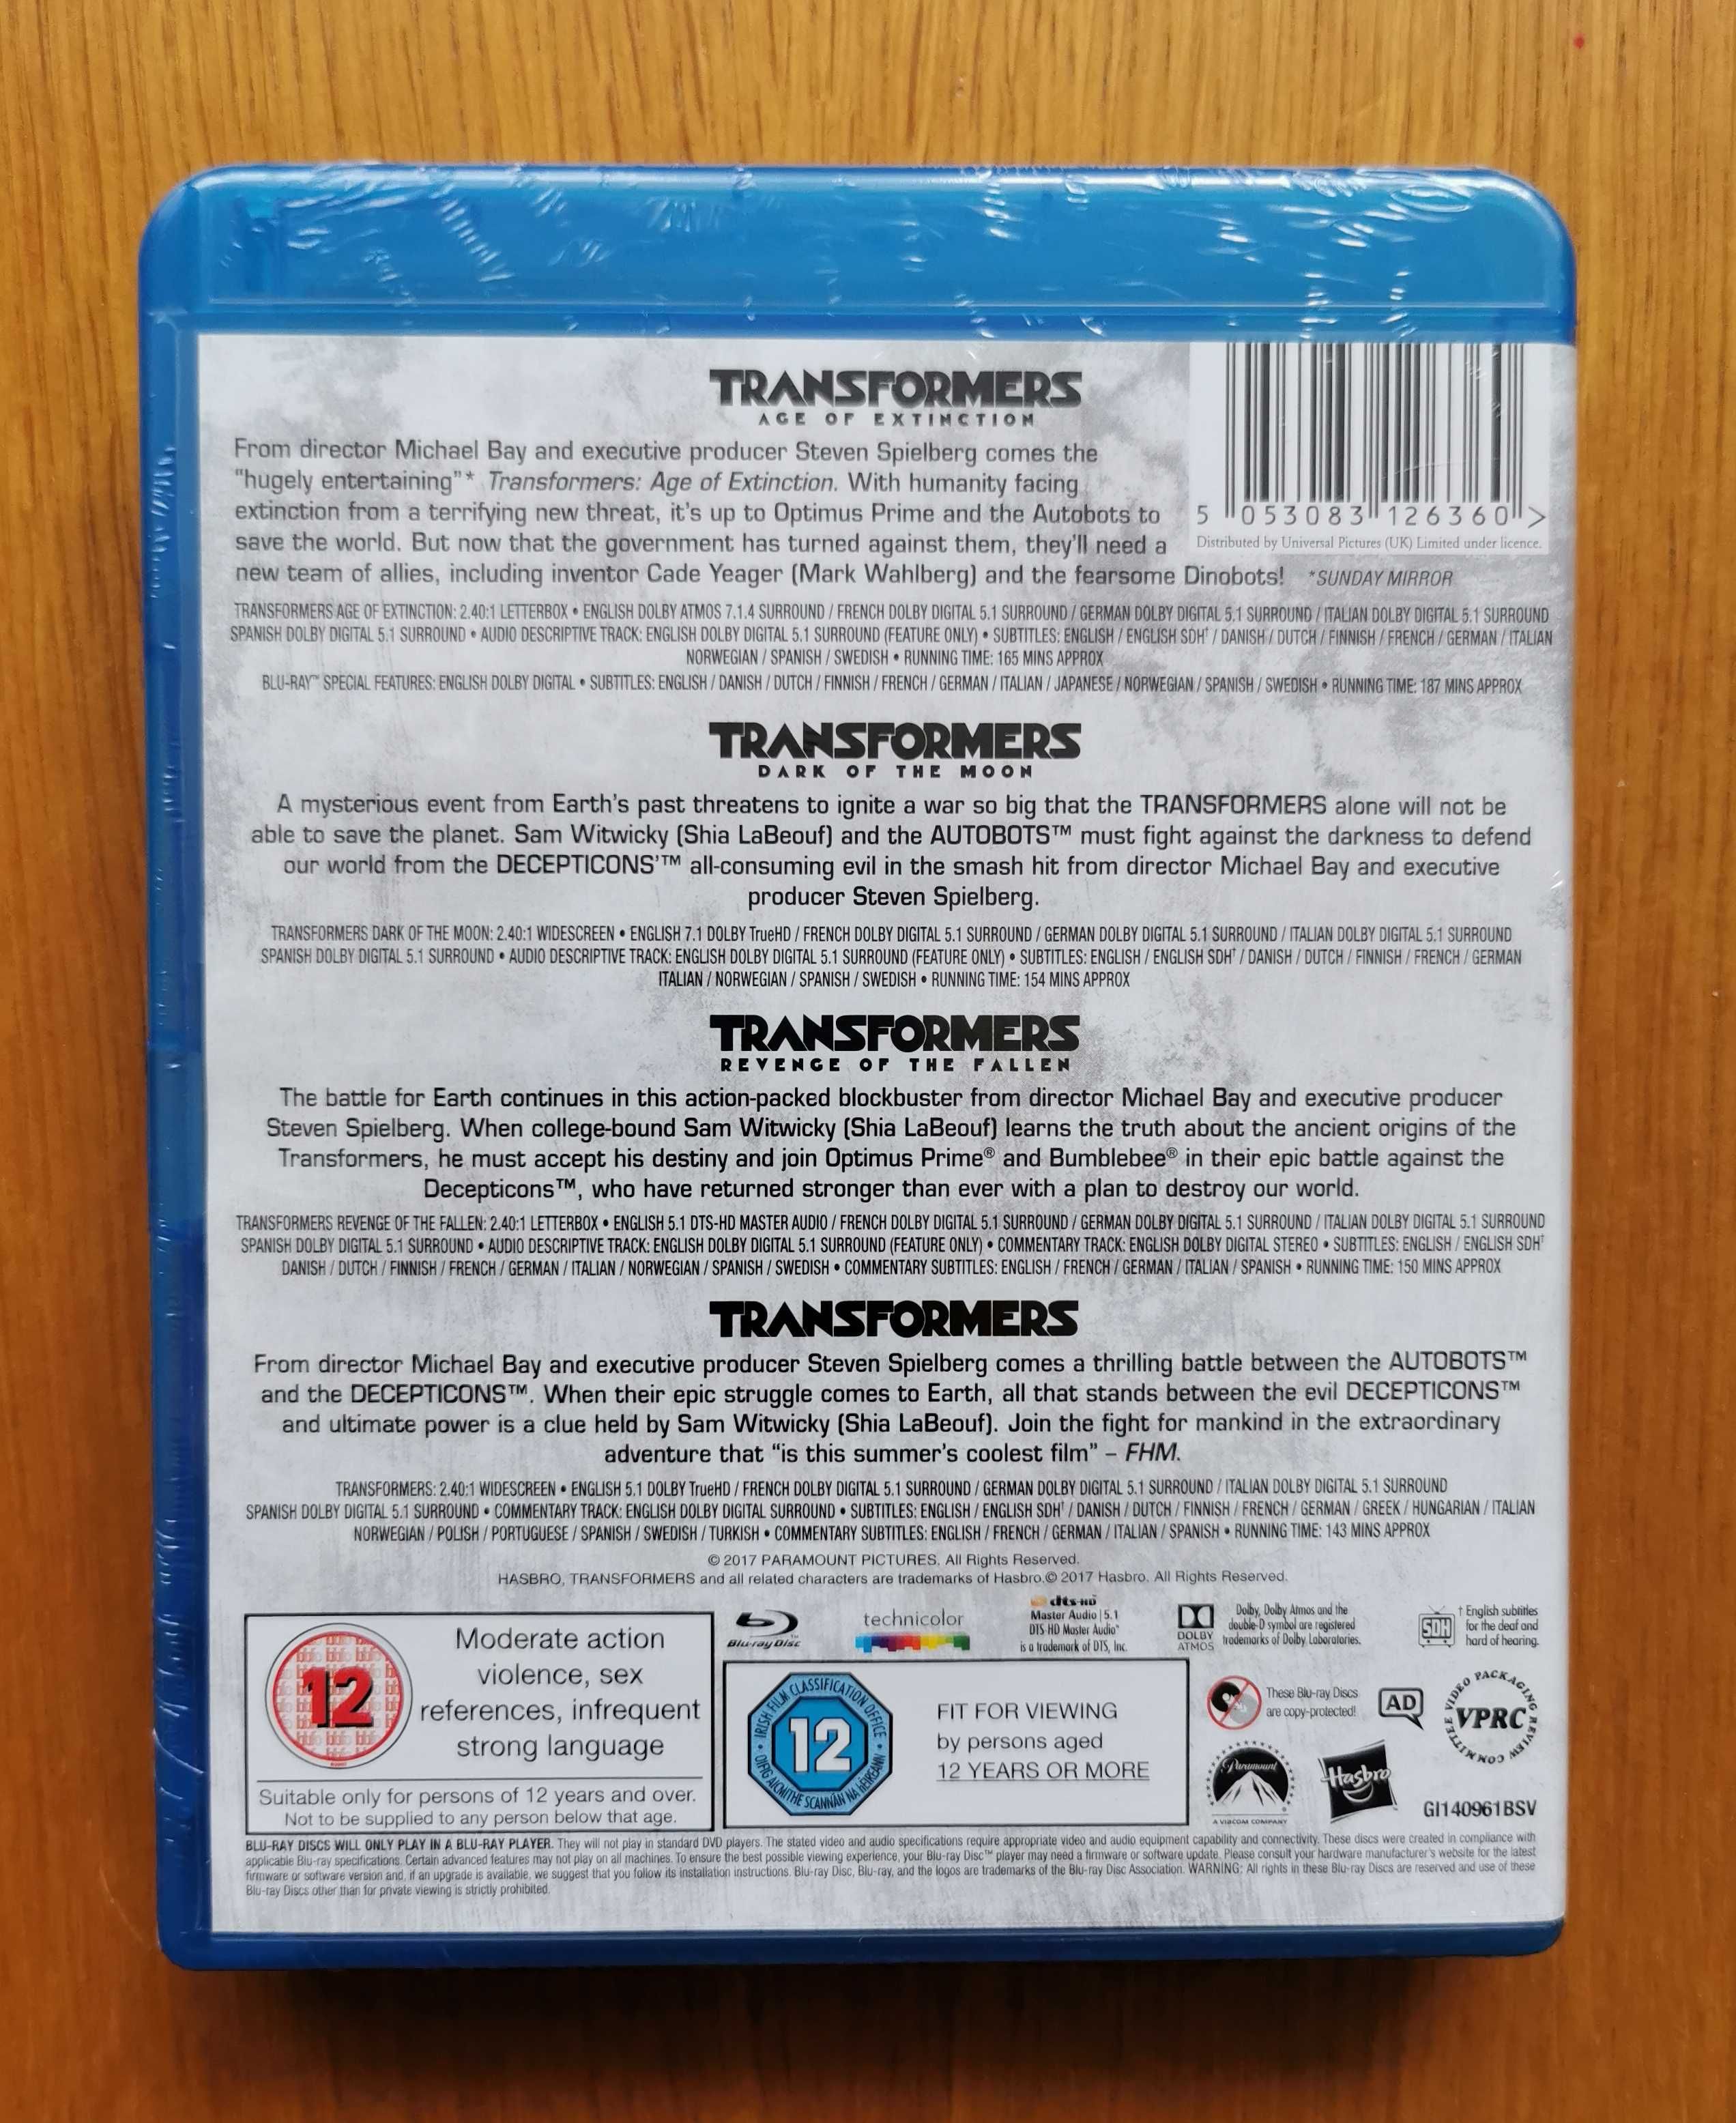 TRANSFORMERS
AGE OF EXTINCTION
From director Michael Bay and executive producer Steven Spielberg comes the
"hugely entertaining"* Transformers: Age of Extinction. With humanity facing
extinction from a terrifying new threat, it's up to Optimus Prime and the Autobots to
save the world. But now that the government has turned against them, they'll need a
new team of allies, including inventor Cade Yeager (Mark Wahlberg) and the fearsome Dinobots! *SUNDAY MIRROR
5 053083 126360 >
Distributed by Universal Pictures (UK) Limited under licence.
TRANSFORMERS AGE OF EXTINCTION: 2.40:1 LETTERBOX • ENGLISH DOLBY ATMOS 7.1.4 SURROUND / FRENCH DOLBY DIGITAL 5.1 SURROUND / GERMAN DOLBY DIGITAL 5.1 SURROUND / ITALIAN DOLBY DIGITAL 5.1 SURROUND
SPANISH DOLBY DIGITAL 5.1 SURROUND • AUDIO DESCRIPTIVE TRACK: ENGLISH DOLBY DIGITAL 5.1 SURROUND (FEATURE ONLY) • SUBTITLES: ENGLISH / ENGLISH SDH† / DANISH / DUTCH / FINNISH / FRENCH / GERMAN / ITALIAN
NORWEGIAN / SPANISH / SWEDISH • RUNNING TIME: 165 MINS APPROX
BLU-RAY™ SPECIAL FEATURES: ENGLISH DOLBY DIGITAL • SUBTITLES: ENGLISH / DANISH / DUTCH / FINNISH / FRENCH / GERMAN / ITALIAN / JAPANESE / NORWEGIAN / SPANISH / SWEDISH • RUNNING TIME: 187 MINS APPROX
TRANSFORMERS
DARK OF THE MOON
A mysterious event from Earth's past threatens to ignite a war so big that the TRANSFORMERS alone will not be
able to save the planet. Sam Witwicky (Shia LaBeouf) and the AUTOBOTS™ must fight against the darkness to defend
our world from the DECEPTICONS'™ all-consuming evil in the smash hit from director Michael Bay and executive
producer Steven Spielberg.
TRANSFORMERS DARK OF THE MOON: 2.40:1 WIDESCREEN • ENGLISH 7.1 DOLBY TrueHD / FRENCH DOLBY DIGITAL 5.1 SURROUND / GERMAN DOLBY DIGITAL 5.1 SURROUND / ITALIAN DOLBY DIGITAL 5.1 SURROUND
SPANISH DOLBY DIGITAL 5.1 SURROUND • AUDIO DESCRIPTIVE TRACK: ENGLISH DOLBY DIGITAL 5.1 SURROUND (FEATURE ONLY) • SUBTITLES: ENGLISH / ENGLISH SDH† / DANISH / DUTCH / FINNISH / FRENCH / GERMAN
ITALIAN / NORWEGIAN / SPANISH / SWEDISH • RUNNING TIME: 154 MINS APPROX
TRANSFORMERS
REVENGE OF THE FALLEN
The battle for Earth continues in this action-packed blockbuster from director Michael Bay and executive producer
Steven Spielberg. When college-bound Sam Witwicky (Shia LaBeouf) learns the truth about the ancient origins of the
Transformers, he must accept his destiny and join Optimus Prime® and Bumblebee® in their epic battle against the
Decepticons™, who have returned stronger than ever with a plan to destroy our world.
TRANSFORMERS REVENGE OF THE FALLEN: 2.40:1 LETTERBOX • ENGLISH 5.1 DTS-HD MASTER AUDIO / FRENCH DOLBY DIGITAL 5.1 SURROUND / GERMAN DOLBY DIGITAL 5.1 SURROUND / ITALIAN DOLBY DIGITAL 5.1 SURROUND
SPANISH DOLBY DIGITAL 5.1 SURROUND • AUDIO DESCRIPTIVE TRACK: ENGLISH DOLBY DIGITAL 5.1 SURROUND (FEATURE ONLY) • COMMENTARY TRACK: ENGLISH DOLBY DIGITAL STEREO • SUBTITLES: ENGLISH / ENGLISH SDH†
DANISH / DUTCH / FINNISH / FRENCH / GERMAN / ITALIAN / NORWEGIAN / SPANISH / SWEDISH • COMMENTARY SUBTITLES: ENGLISH / FRENCH / GERMAN / ITALIAN / SPANISH • RUNNING TIME: 150 MINS APPROX
TRANSFORMERS
From director Michael Bay and executive producer Steven Spielberg comes a thrilling battle between the AUTOBOTS™
and the DECEPTICONS™. When their epic struggle comes to Earth, all that stands between the evil DECEPTICONS™
and ultimate power is a clue held by Sam Witwicky (Shia LaBeouf). Join the fight for mankind in the extraordinary
adventure that “is this summer's coolest film” – FHM.
TRANSFORMERS: 2.40:1 WIDESCREEN • ENGLISH 5.1 DOLBY TrueHD / FRENCH DOLBY DIGITAL 5.1 SURROUND / GERMAN DOLBY DIGITAL 5.1 SURROUND / ITALIAN DOLBY DIGITAL 5.1 SURROUND
SPANISH DOLBY DIGITAL 5.1 SURROUND • COMMENTARY TRACK: ENGLISH DOLBY DIGITAL SURROUND • SUBTITLES: ENGLISH / ENGLISH SDH† / DANISH / DUTCH / FINNISH / FRENCH / GERMAN / GREEK / HUNGARIAN / ITALIAN
NORWEGIAN / POLISH / PORTUGUESE / SPANISH / SWEDISH / TURKISH • COMMENTARY SUBTITLES: ENGLISH / FRENCH / GERMAN / ITALIAN / SPANISH • RUNNING TIME: 143 MINS APPROX
© 2017 PARAMOUNT PICTURES. All Rights Reserved.
HASBRO, TRANSFORMERS and all related characters are trademarks of Hasbro.© 2017 Hasbro. All Rights Reserved.
12
Moderate action
violence, sex
references, infrequent
strong language
Suitable only for persons of 12 years and over.
Not to be supplied to any person below that age.
Blu-ray Disc™
technicolor
dts-HD
Master Audio | 5.1
DTS-HD Master Audio"
is a trademark of DTS, Inc.
DOLBY
ATMOS
Dolby, Dolby Atmos and the
double-D symbol are registered
trademarks of Dolby Laboratories.
SDH
† English subtitles
for the deaf and
hard of hearing.
IRISH FILM CLASSIFICATION OFFICE
12
OIFIG AICMITHE SCANNÁN NA hÉIREANN
FIT FOR VIEWING
by persons aged
12 YEARS OR MORE
These Blu-ray Discs
are copy-protected!
AD
VIDEO PACKAGING REVIEW COMMITTEE
VPRC
Paramount
A VIACOM COMPANY
Hasbro
GI140961BSV
BLU-RAY DISCS WILL ONLY PLAY IN A BLU-RAY PLAYER. They will not play in standard DVD players. The stated video and audio specifications require appropriate video and audio equipment capability and connectivity. These discs were created in compliance with
applicable Blu-ray specifications. Certain advanced features may not play on all machines. To ensure the best possible viewing experience, your Blu-ray Disc™ player may need a firmware or software update. Please consult your hardware manufacturer's website for the latest
firmware or software version and, if an upgrade is available, we suggest that you follow its installation instructions. Blu-ray Disc, Blu-ray, and the logos are trademarks of the Blu-ray Disc Association. WARNING: All rights in these Blu-ray Discs are reserved and use of these
Blu-ray Discs other than for private viewing is strictly prohibited.